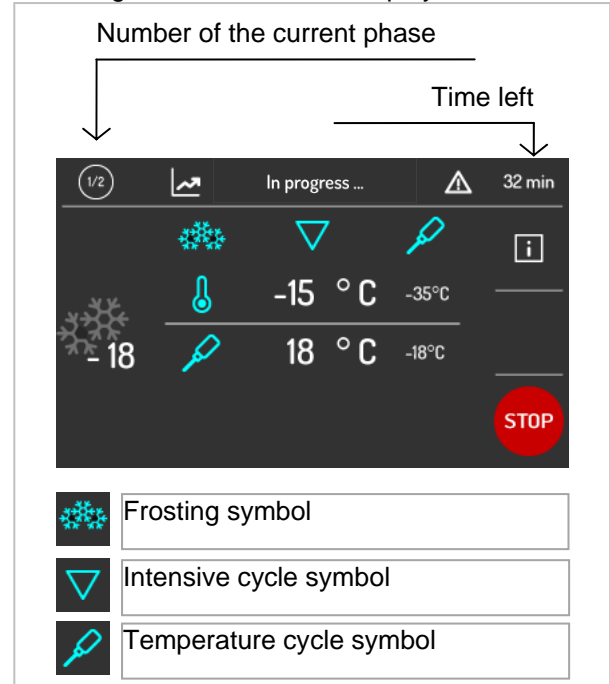 Number of the current phase
Time left
1/2 In progress ... 32 min
-15 °C -35°C
-18 18 °C -18°C
STOP
Frosting symbol
Intensive cycle symbol
Temperature cycle symbol